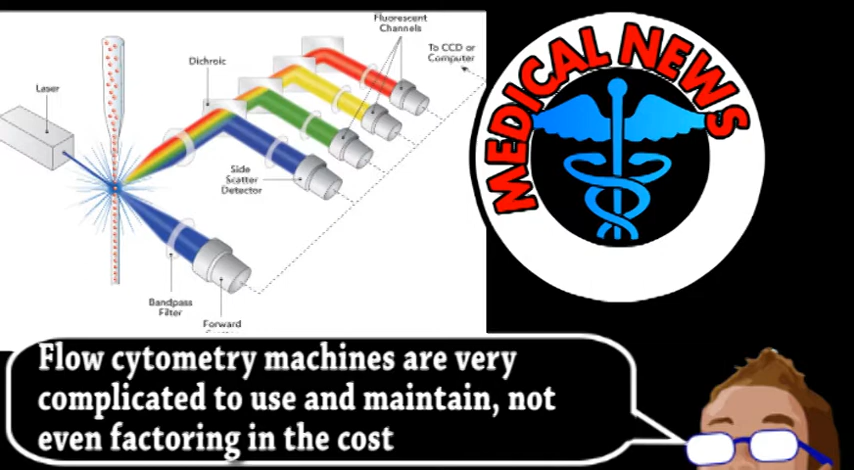 Fluorescent
Channels
To CCD or
Computer
Dichroic
Laser
Side
Scatter
Detector
Bandpass
Filter
Forward
MEDICAL NEWS
Flow cytometry machines are very
complicated to use and maintain, not
even factoring in the cost